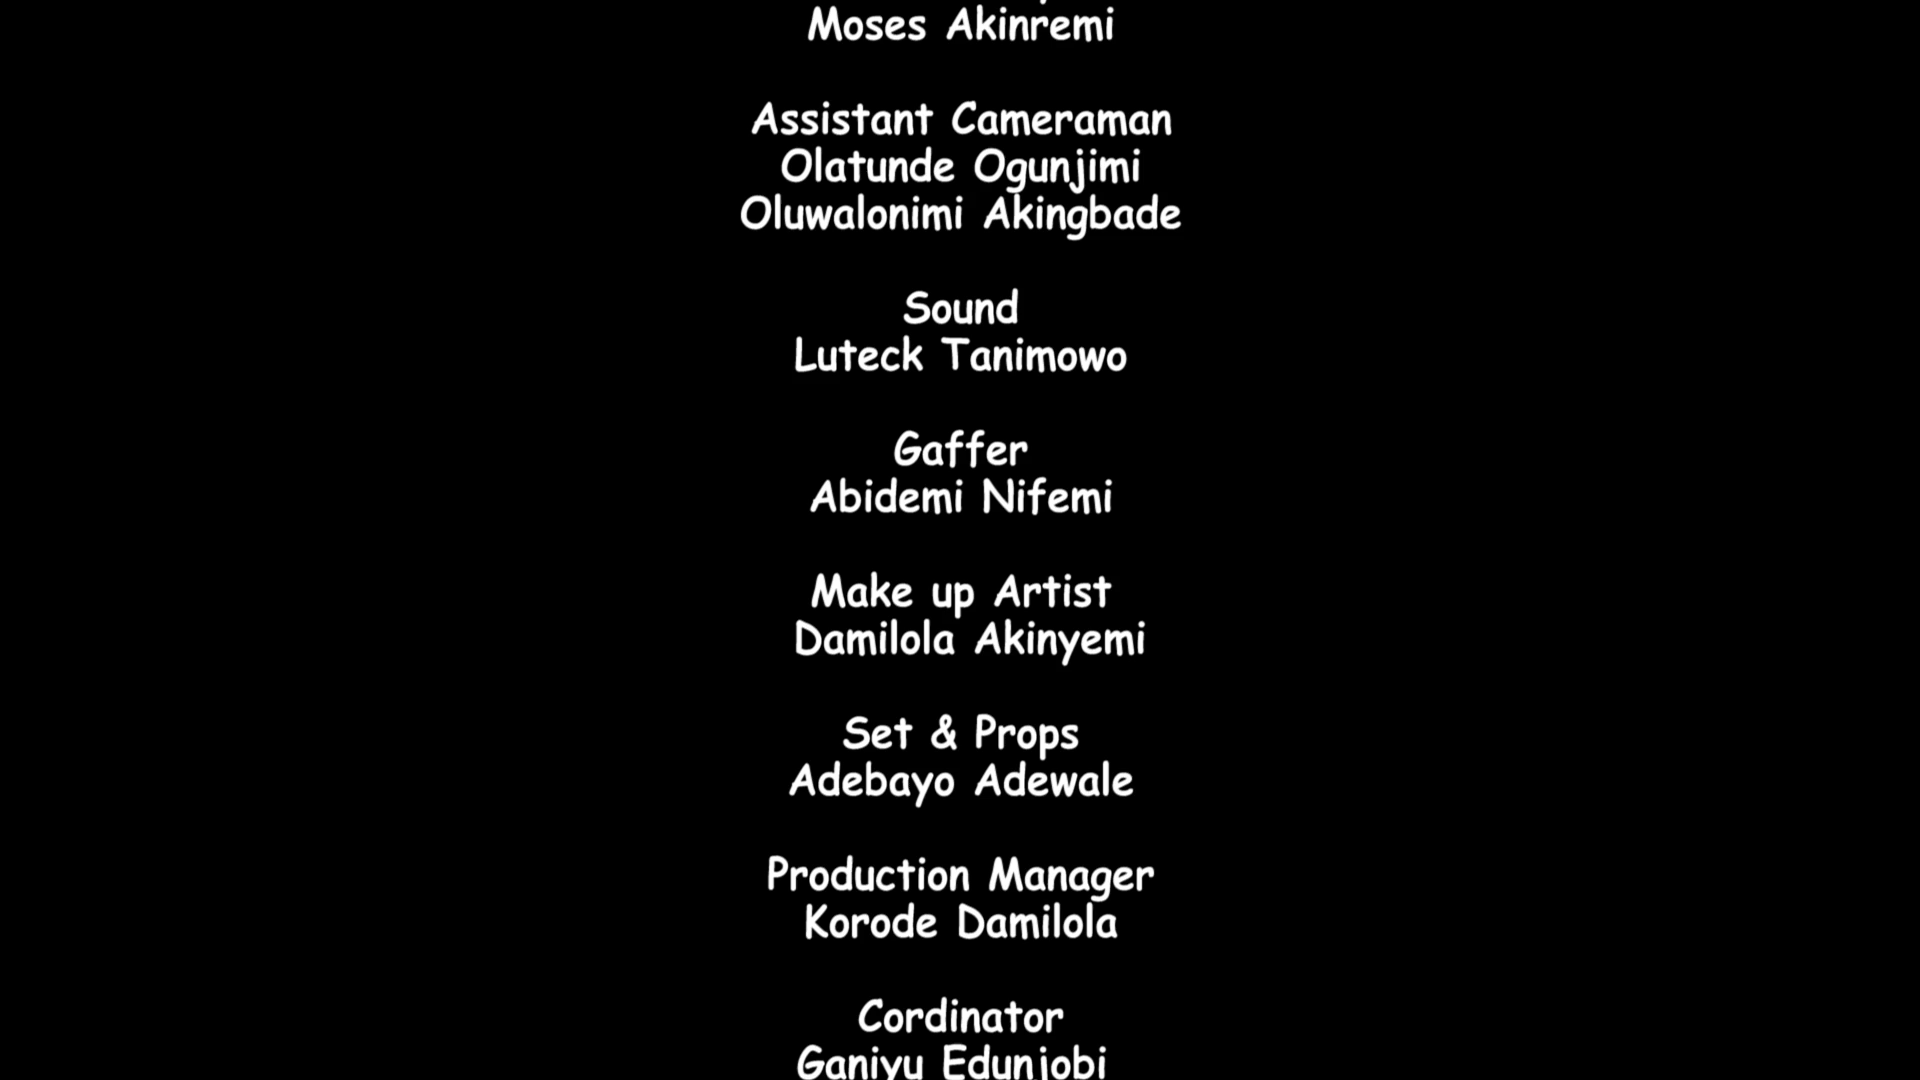 Moses Akinremi
Assistant Cameraman
Olatunde Ogunjimi
Oluwalonimi Akingbade
Sound
Luteck Tanimowo
Gaffer
Abidemi Nifemi
Make up Artist
Damilola Akinyemi
Set & Props
Adebayo Adewale
Production Manager
Korode Damilola
Cordinator
Ganiyu Edunjobi